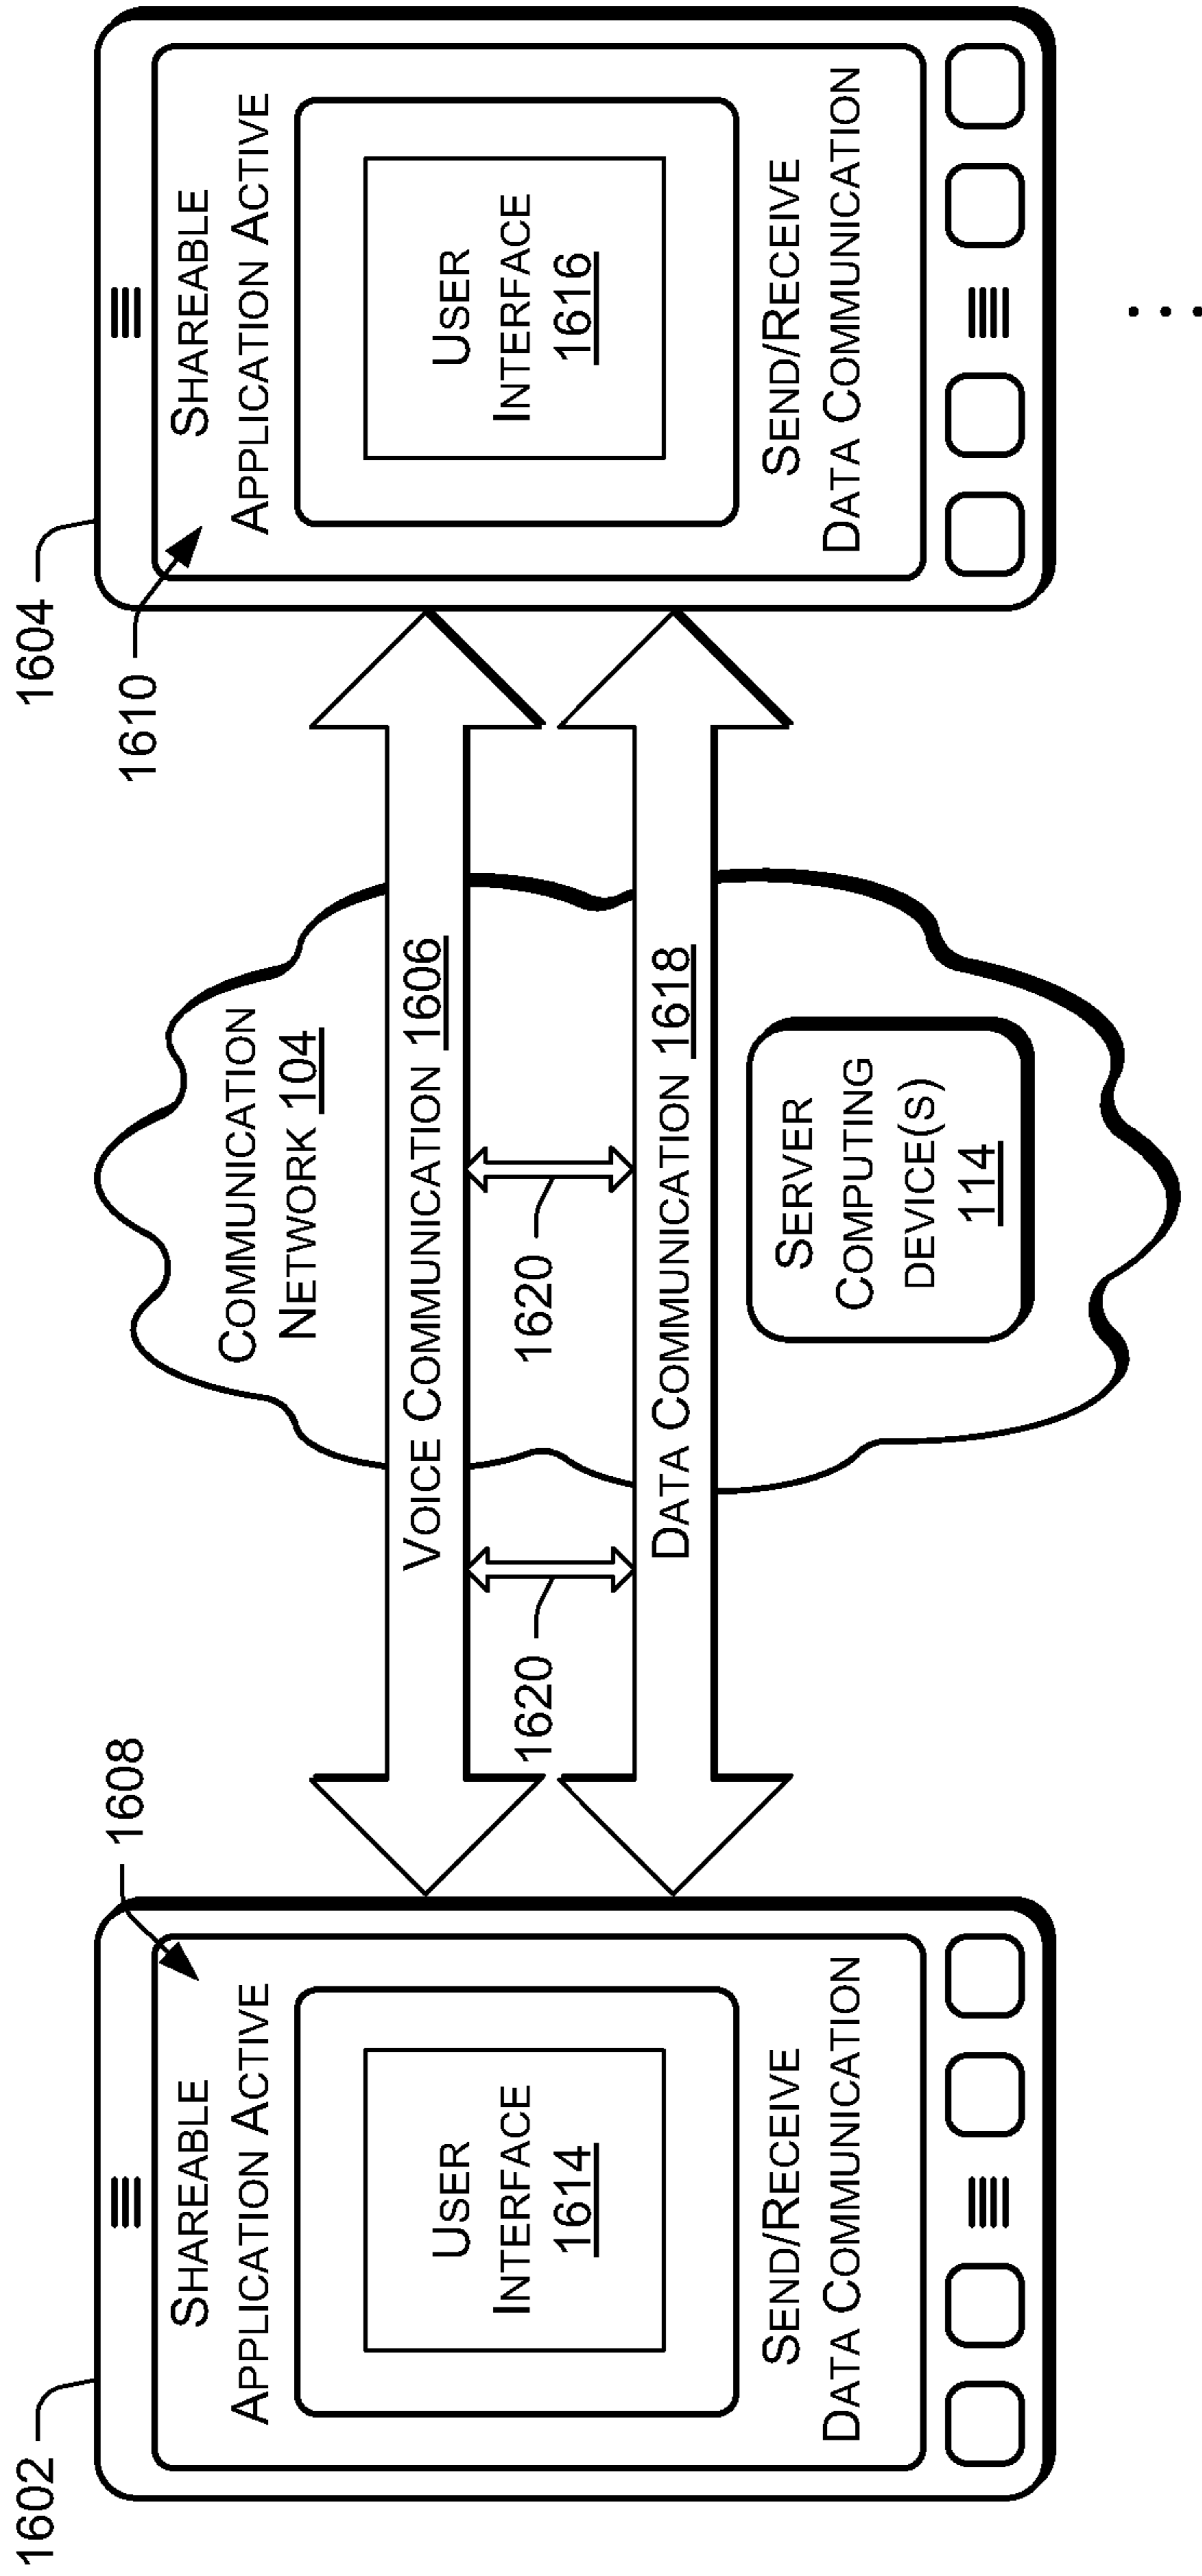 1602
1608
SHAREABLE
APPLICATION ACTIVE
USER
INTERFACE
1614
SEND/RECEIVE
DATA COMMUNICATION
COMMUNICATION
NETWORK 104
VOICE COMMUNICATION 1606
1620
1620
DATA COMMUNICATION 1618
SERVER
COMPUTING
DEVICE(S)
114
1604
1610
SHAREABLE
APPLICATION ACTIVE
USER
INTERFACE
1616
SEND/RECEIVE
DATA COMMUNICATION
. . .